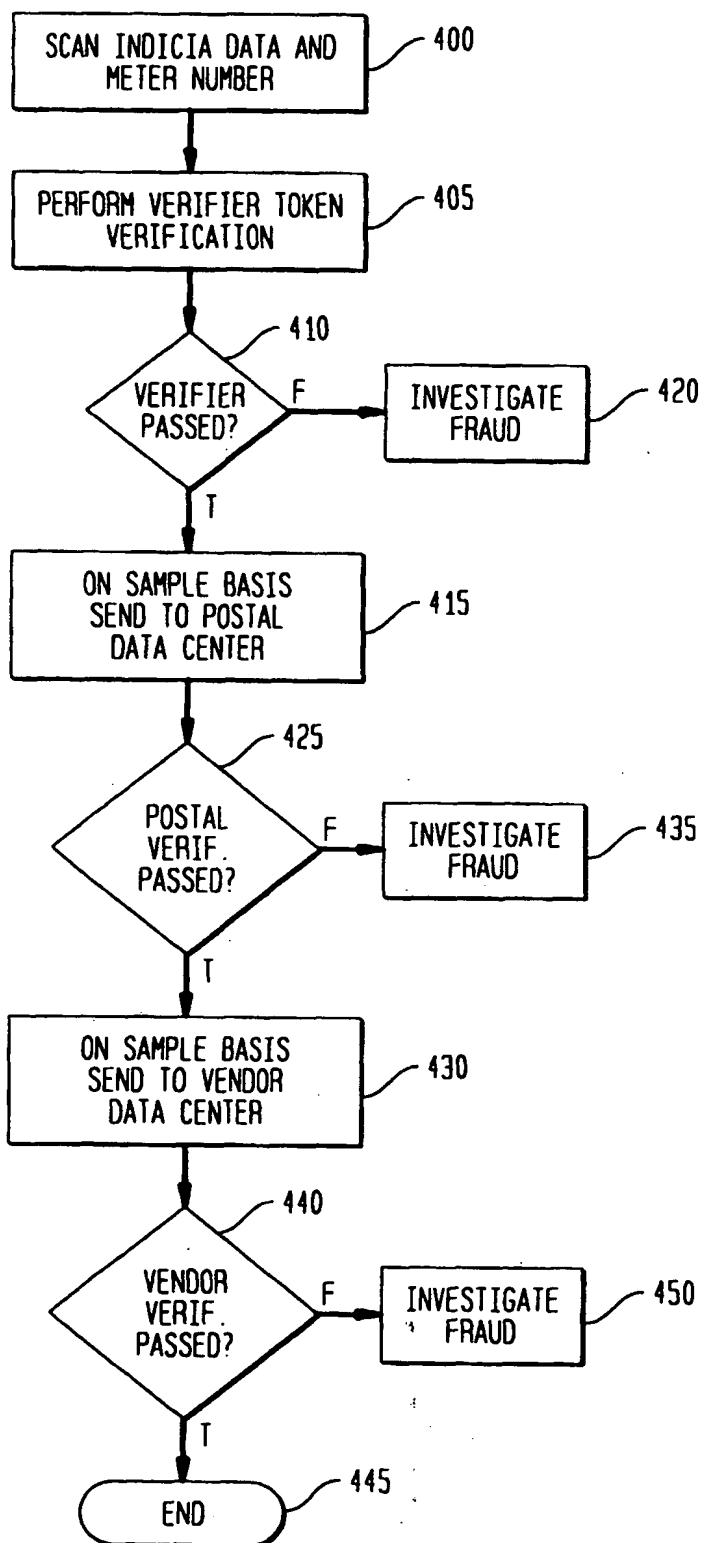 SCAN INDICIA DATA AND
METER NUMBER
400
PERFORM VERIFIER TOKEN
VERIFICATION
405
410
VERIFIER
PASSED?
F
INVESTIGATE
FRAUD
420
T
ON SAMPLE BASIS
SEND TO POSTAL
DATA CENTER
415
425
POSTAL
VERIF.
PASSED?
F
INVESTIGATE
FRAUD
435
T
ON SAMPLE BASIS
SEND TO VENDOR
DATA CENTER
430
440
VENDOR
VERIF.
PASSED?
F
INVESTIGATE
FRAUD
450
T
END
445